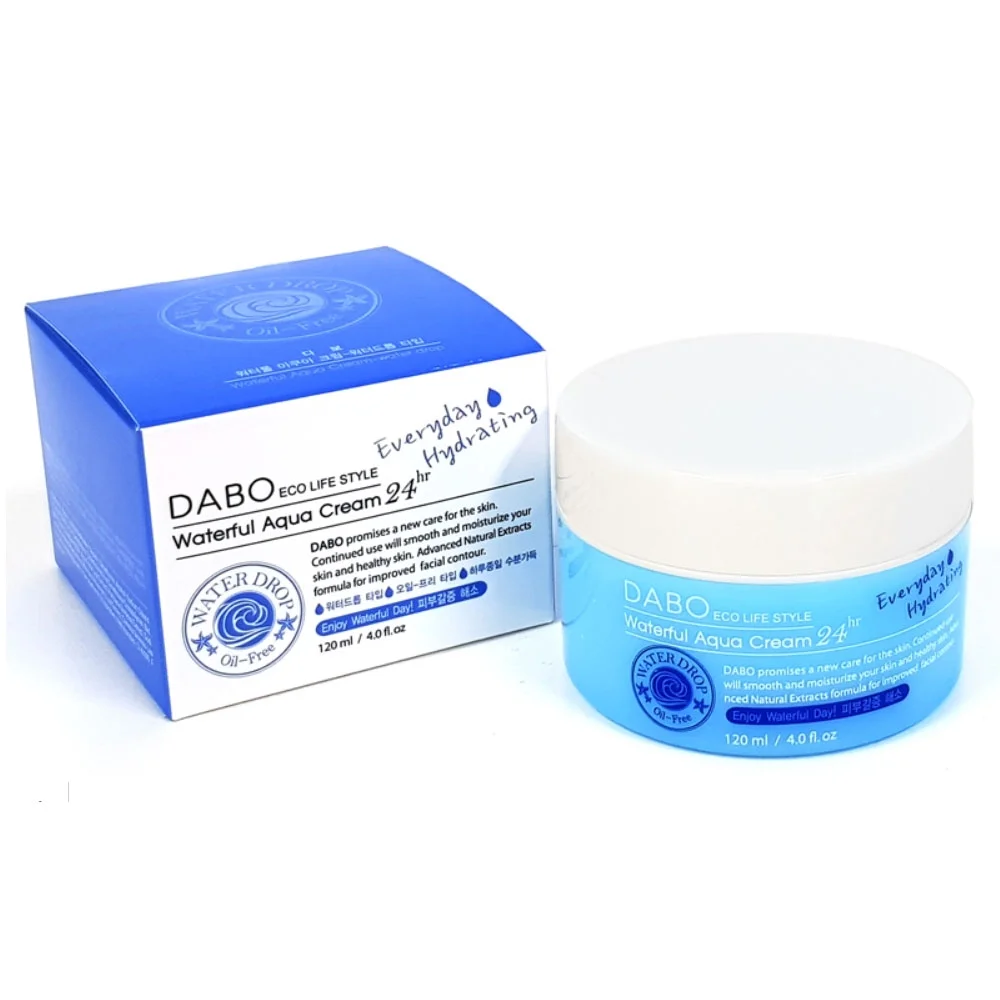 WATER DROP
Oil-Free
다 보
워터풀 아쿠아 크림-워터드롭 타입
Waterful Aqua Cream-water drop
Everyday
Hydrating
DABO ECO LIFE STYLE
Waterful Aqua Cream 24hr
DABO promises a new care for the skin.
Continued use will smooth and moisturize your
skin and healthy skin. Advanced Natural Extracts
formula for improved facial contour.
워터드롭 타입 오일-프리 타입 하루종일 수분가득
Enjoy Waterful Day! 피부갈증 해소
120 ml / 4.0 fl. oz
WATER DROP
Oil-Free
Everyday
Hydrating
DABO ECO LIFE STYLE
Waterful Aqua Cream 24hr
DABO promises a new care for the skin. Continued use
will smooth and moisturize your skin and healthy skin.
nced Natural Extracts formula for improved facial contour.
Enjoy Waterful Day! 피부갈증 해소
120 ml / 4.0 fl. oz
WATER DROP
Oil-Free